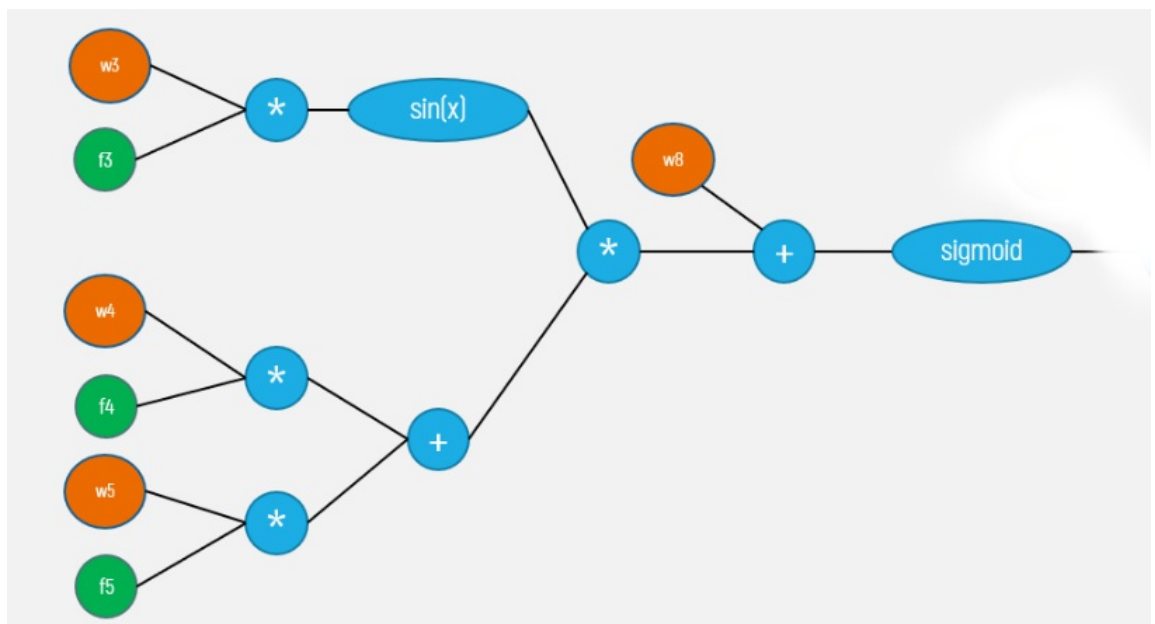 w3
* sin(x)
f3
w8
* + sigmoid
w4
*
f4
+
w5
*
f5